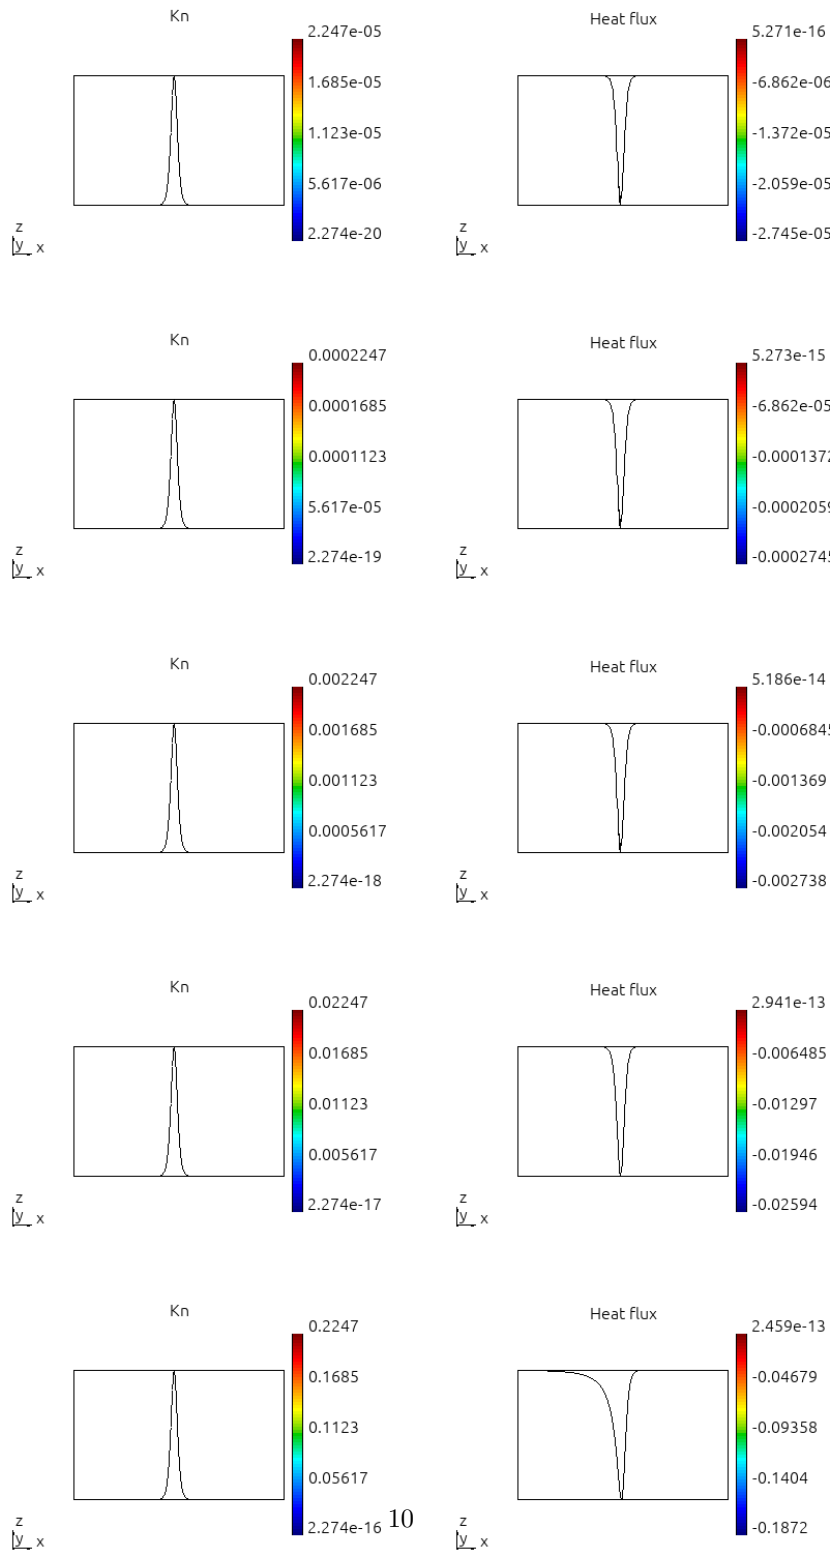 Kn
2.247e-05
1.685e-05
1.123e-05
5.617e-06
2.274e-20
z
y x
Heat flux
5.271e-16
-6.862e-06
-1.372e-05
-2.059e-05
-2.745e-05
z
y x
Kn
0.0002247
0.0001685
0.0001123
5.617e-05
2.274e-19
z
y x
Heat flux
5.273e-15
-6.862e-05
-0.0001372
-0.0002059
-0.0002745
z
y x
Kn
0.002247
0.001685
0.001123
0.0005617
2.274e-18
z
y x
Heat flux
5.186e-14
-0.0006845
-0.001369
-0.002054
-0.002738
z
y x
Kn
0.02247
0.01685
0.01123
0.005617
2.274e-17
z
y x
Heat flux
2.941e-13
-0.006485
-0.01297
-0.01946
-0.02594
z
y x
Kn
0.2247
0.1685
0.1123
0.05617
2.274e-16
z
y x
Heat flux
2.459e-13
-0.04679
-0.09358
-0.1404
-0.1872
z
y x
10